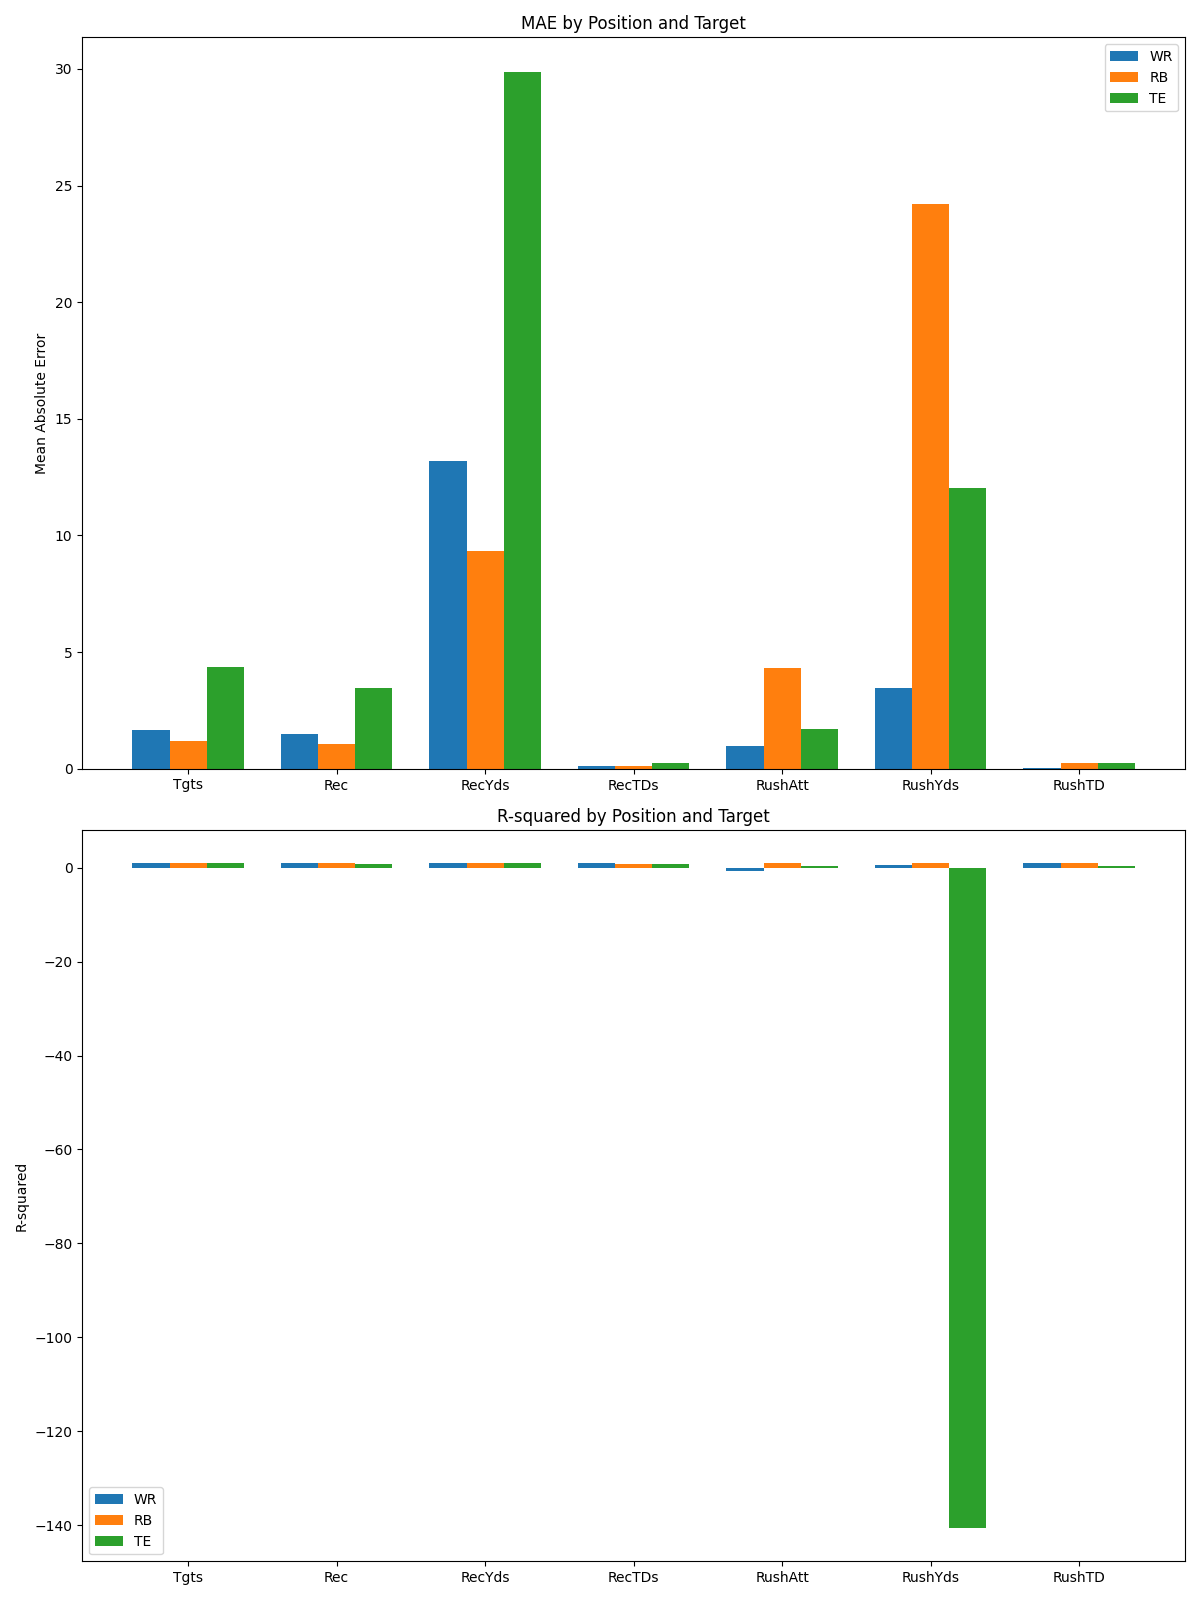 MAE by Position and Target
WR
RB
TE
Mean Absolute Error
30
25
20
15
10
5
0
Tgts
Rec
RecYds
RecTDs
RushAtt
RushYds
RushTD
R-squared by Position and Target
R-squared
0
−20
−40
−60
−80
−100
−120
−140
WR
RB
TE
Tgts
Rec
RecYds
RecTDs
RushAtt
RushYds
RushTD